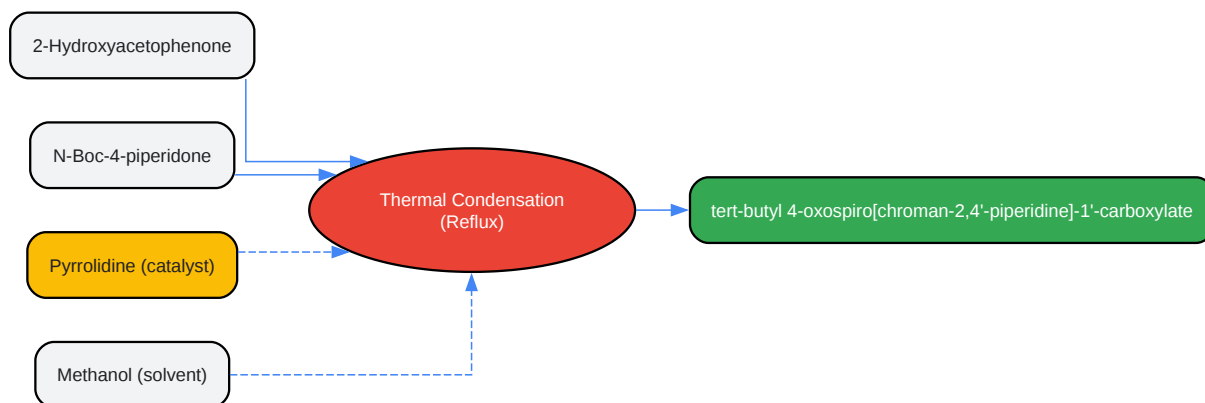 2-Hydroxyacetophenone
N-Boc-4-piperidone
Thermal Condensation
(Reflux)
tert-butyl 4-oxospiro[chroman-2,4'-piperidine]-1'-carboxylate
Pyrrolidine (catalyst)
Methanol (solvent)